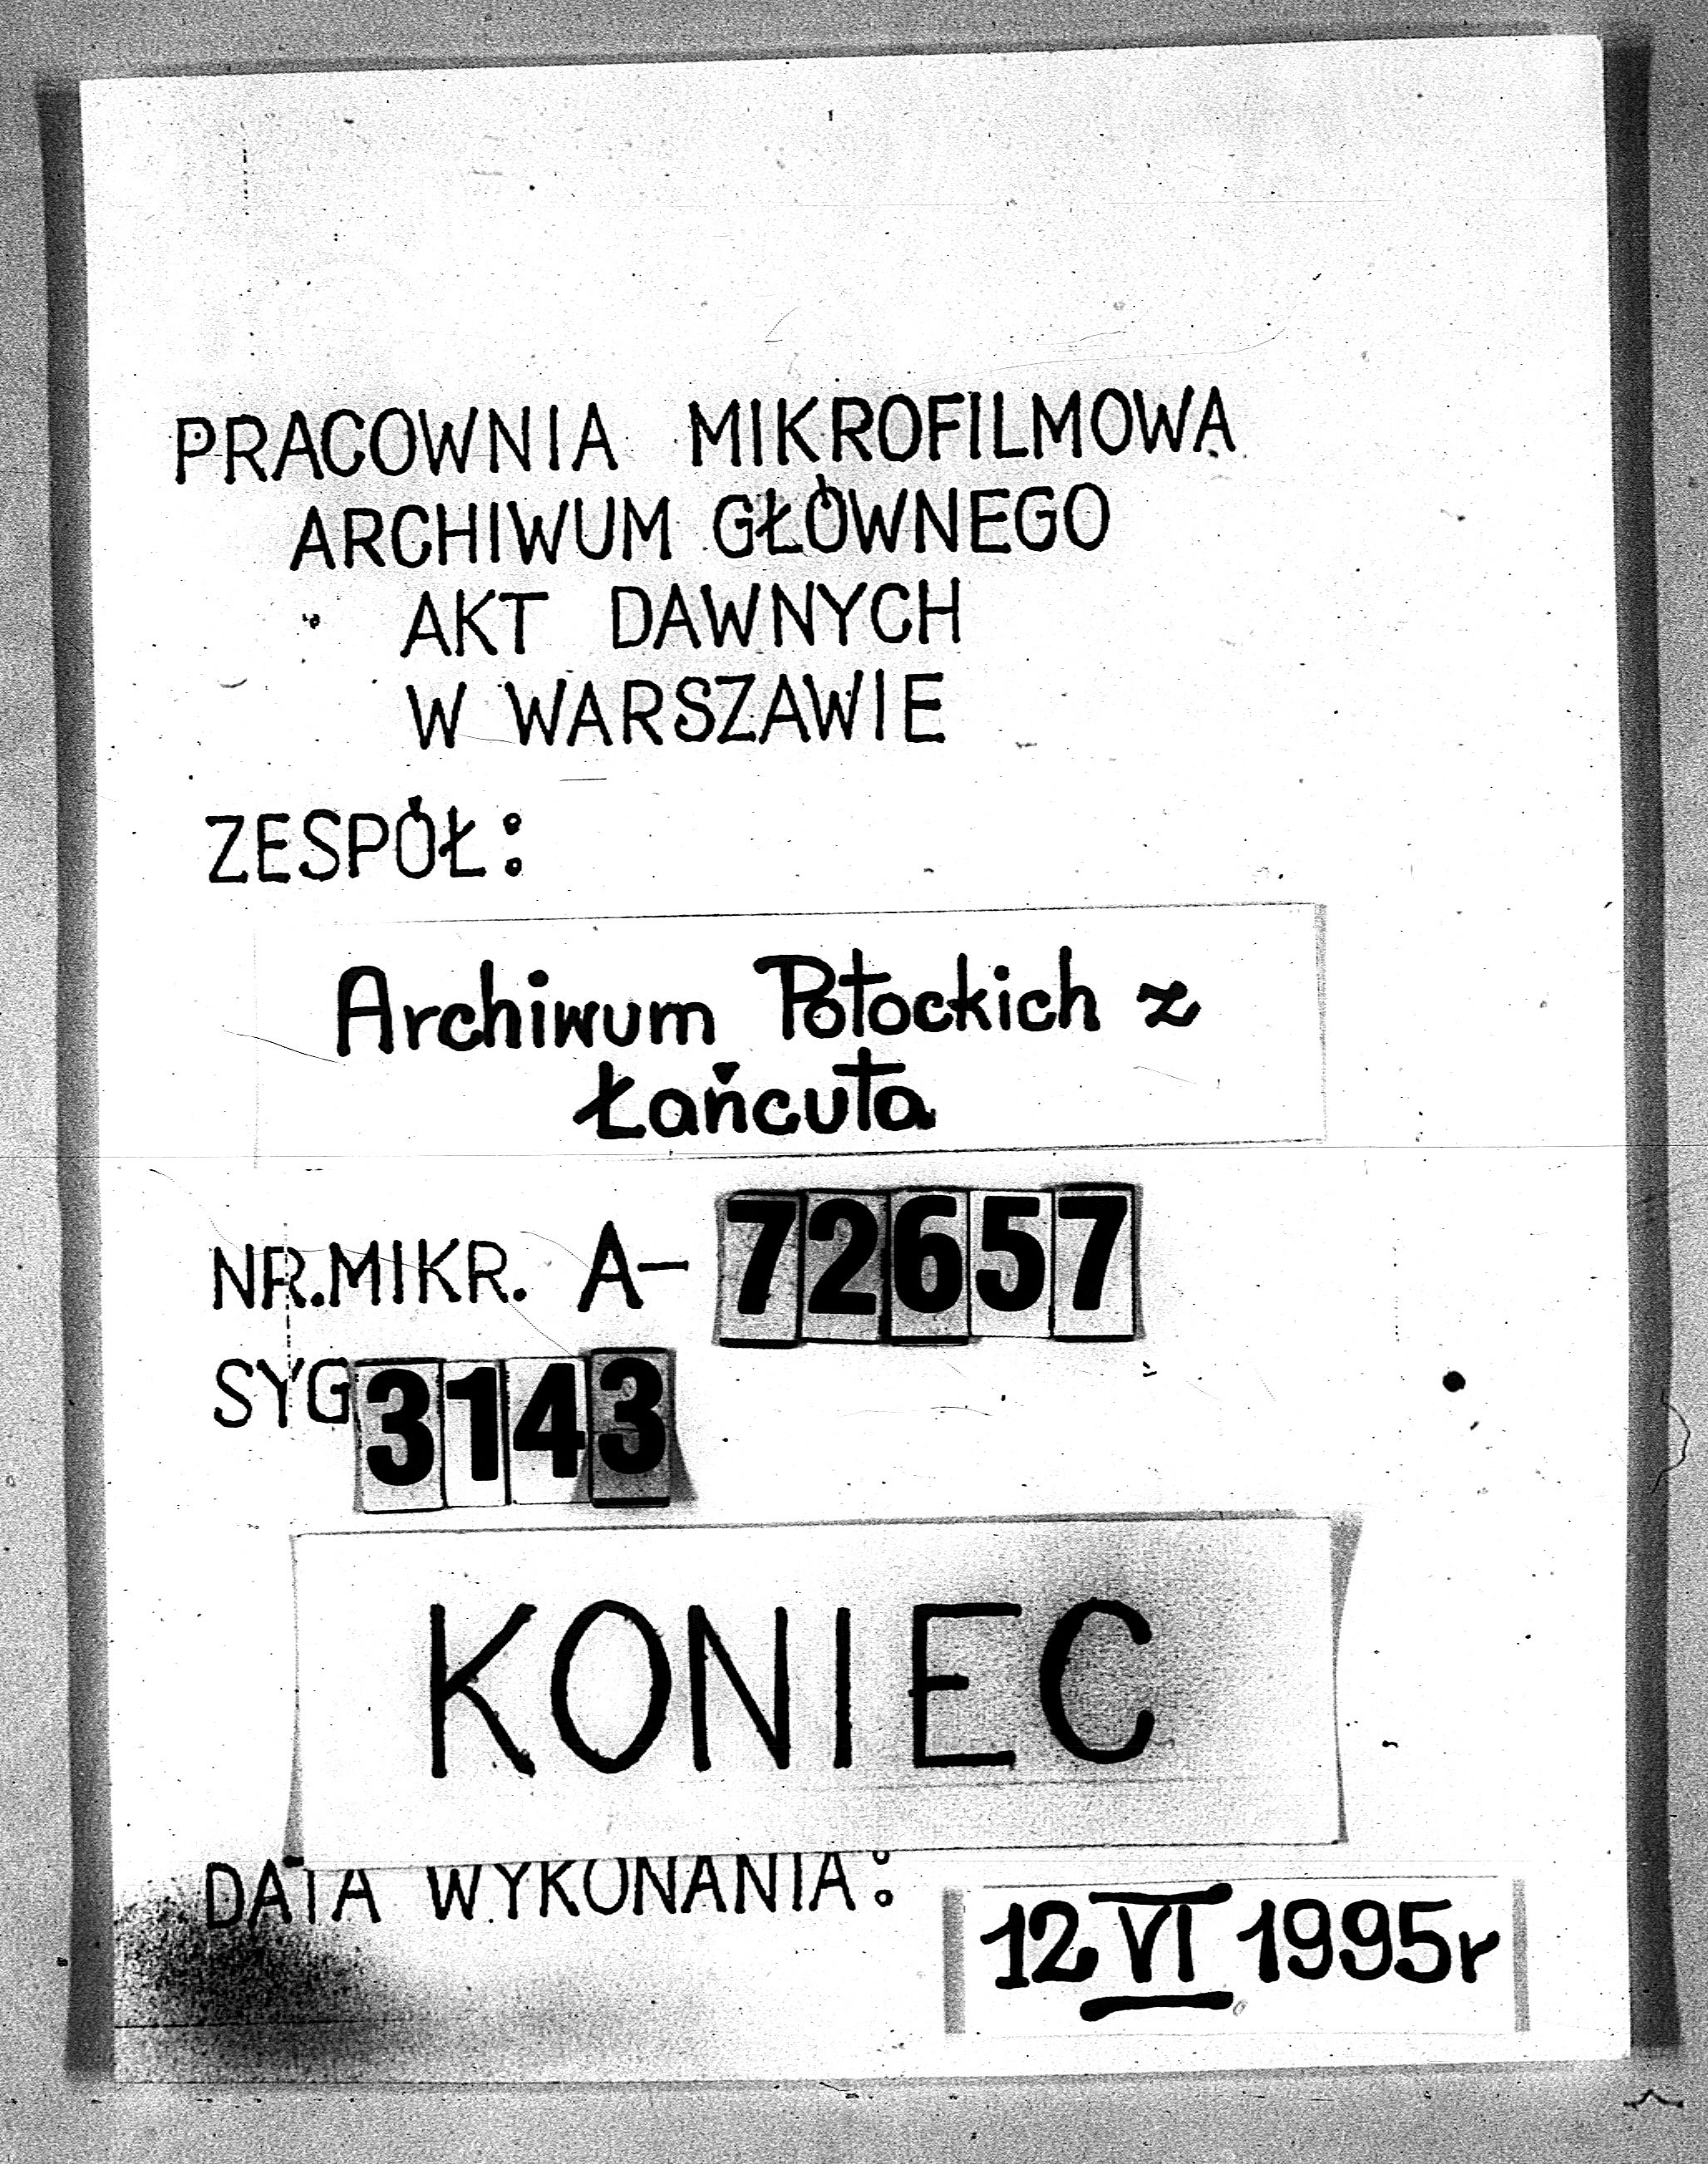 PRACOWNIA MIKROFILMOWA
ARCHIWUM GŁÓWNEGO
AKT DAWNYCH
W WARSZAWIE
ZESPÓŁ:
Archiwum Potockich z
Łańcuta
NR.MIKR. A- 72657
SYG 3143
KONIEC
DATA WYKONANIA:
12 VI 1995r